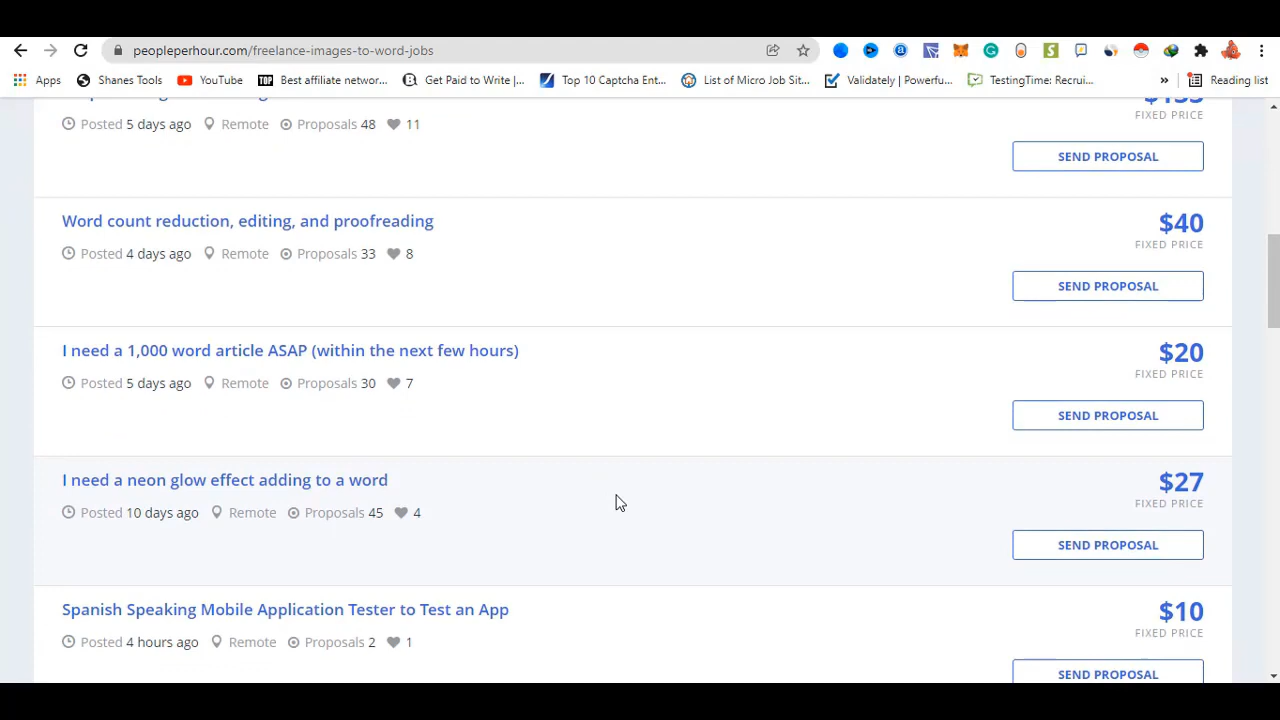 peopleperhour.com/freelance-images-to-word-jobs
Apps Shanes Tools YouTube TOP Best affiliate networ... Get Paid to Write |... Top 10 Captcha Ent... List of Micro Job Sit... Validately | Powerfu... TestingTime: Recrui... » Reading list
FIXED PRICE
Posted 5 days ago Remote Proposals 48 11
SEND PROPOSAL
Word count reduction, editing, and proofreading $40
FIXED PRICE
Posted 4 days ago Remote Proposals 33 8
SEND PROPOSAL
I need a 1,000 word article ASAP (within the next few hours) $20
FIXED PRICE
Posted 5 days ago Remote Proposals 30 7
SEND PROPOSAL
I need a neon glow effect adding to a word $27
FIXED PRICE
Posted 10 days ago Remote Proposals 45 4
SEND PROPOSAL
Spanish Speaking Mobile Application Tester to Test an App $10
FIXED PRICE
Posted 4 hours ago Remote Proposals 2 1
SEND PROPOSAL